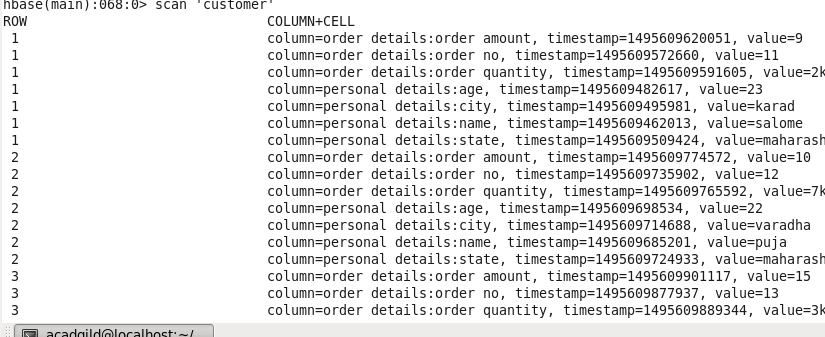 hbase(main):068:0> scan 'customer'
ROW COLUMN+CELL
1 column=order details:order amount, timestamp=1495609620051, value=9
1 column=order details:order no, timestamp=1495609572660, value=11
1 column=order details:order quantity, timestamp=1495609591605, value=2k
1 column=personal details:age, timestamp=1495609482617, value=23
1 column=personal details:city, timestamp=1495609495981, value=karad
1 column=personal details:name, timestamp=1495609462013, value=salome
1 column=personal details:state, timestamp=1495609509424, value=maharash
2 column=order details:order amount, timestamp=1495609774572, value=10
2 column=order details:order no, timestamp=1495609735902, value=12
2 column=order details:order quantity, timestamp=1495609765592, value=7k
2 column=personal details:age, timestamp=1495609698534, value=22
2 column=personal details:city, timestamp=1495609714688, value=varadha
2 column=personal details:name, timestamp=1495609685201, value=puja
2 column=personal details:state, timestamp=1495609724933, value=maharash
3 column=order details:order amount, timestamp=1495609901117, value=15
3 column=order details:order no, timestamp=1495609877937, value=13
3 column=order details:order quantity, timestamp=1495609889344, value=3k
acadgild@localhost:~/